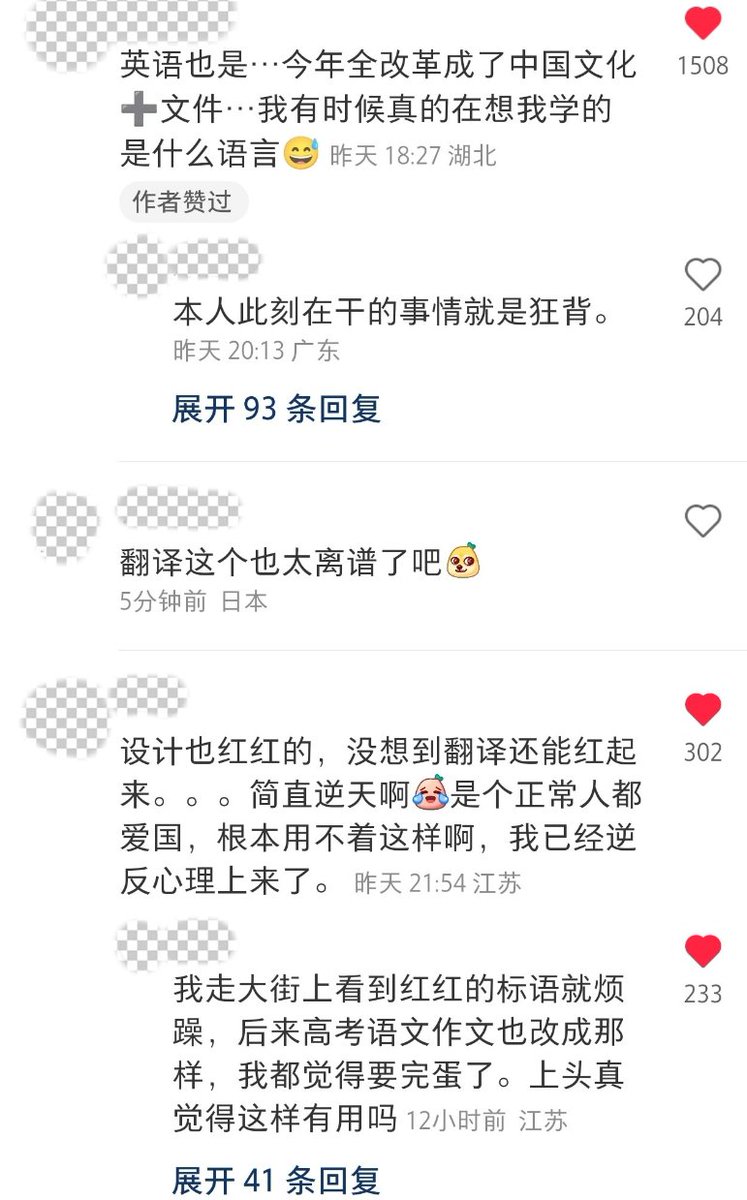 英语也是…今年全改革成了中国文化
➕文件…我有时候真的在想我学的
是什么语言😅 昨天 18:27 湖北
1508
作者赞过
本人此刻在干的事情就是狂背。
204
昨天 20:13 广东
展开 93 条回复
翻译这个也太离谱了吧
5分钟前 日本
设计也红红的，没想到翻译还能红起
302
来。。。简直逆天啊是个正常人都
爱国，根本用不着这样啊，我已经逆
反心理上来了。 昨天 21:54 江苏
我走大街上看到红红的标语就烦
233
躁，后来高考语文作文也改成那
样，我都觉得要完蛋了。上头真
觉得这样有用吗 12小时前 江苏
展开 41 条回复